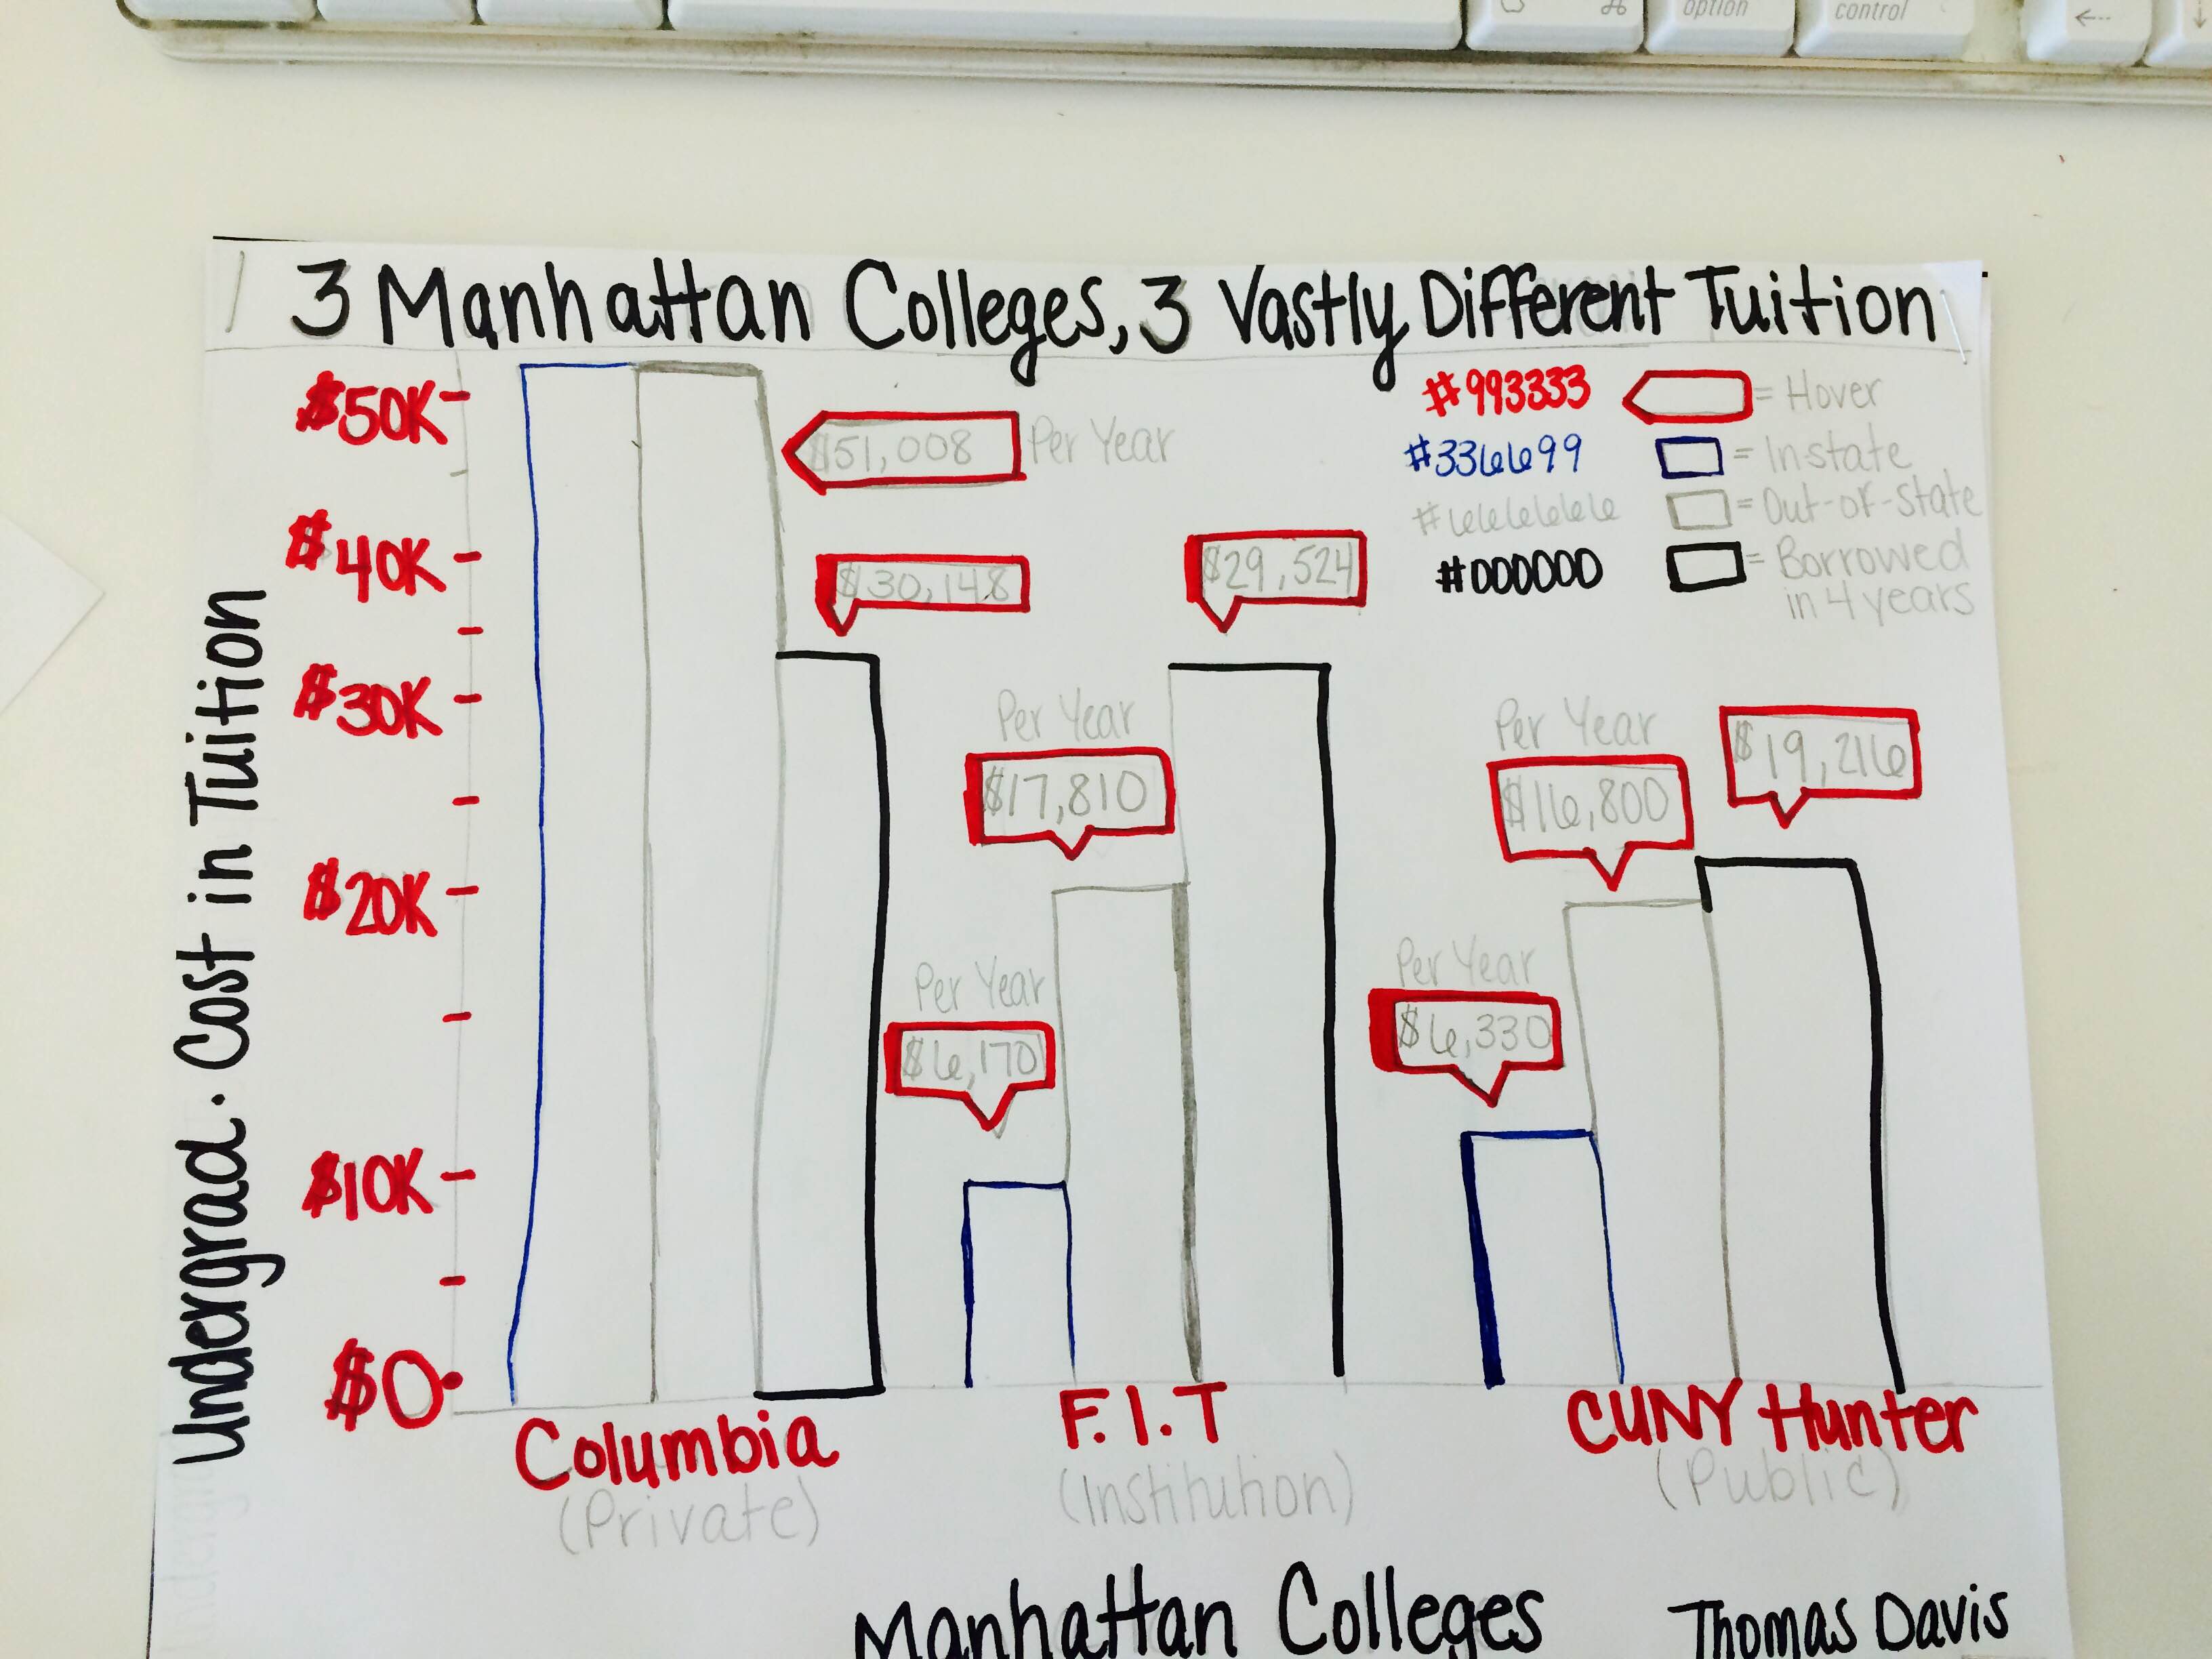 option
control
3 Manhattan Colleges, 3 Vastly Different Tuition
#993333 = Hover
#336699 = In-state
#666666 = Out-of-state
#000000 = Borrowed
in 4 years
Undergrad. Cost in Tuition
$50K
$40K
$30K
$20K
$10K
$0
$51,008 Per Year
$30,148
Per Year
$6,170
Per Year
$17,810
$29,524
Per Year
$6,330
Per Year
$16,800
$19,216
Columbia
(Private)
F.I.T
(Institution)
CUNY Hunter
(Public)
Manhattan Colleges
Thomas Davis